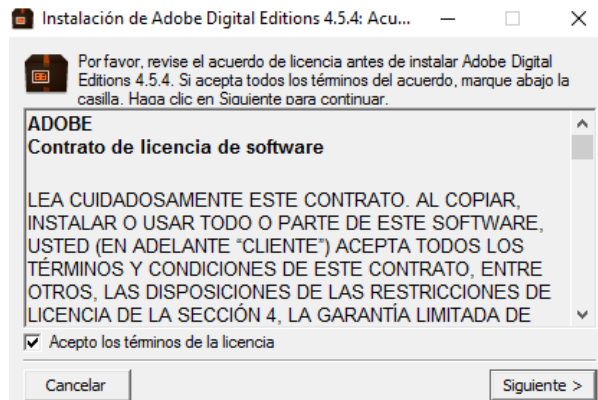 Instalación de Adobe Digital Editions 4.5.4: Acu...
Por favor, revise el acuerdo de licencia antes de instalar Adobe Digital
Editions 4.5.4. Si acepta todos los términos del acuerdo, marque abajo la
casilla. Haga clic en Siguiente para continuar.
ADOBE
Contrato de licencia de software
LEA CUIDADOSAMENTE ESTE CONTRATO. AL COPIAR,
INSTALAR O USAR TODO O PARTE DE ESTE SOFTWARE,
USTED (EN ADELANTE “CLIENTE”) ACEPTA TODOS LOS
TÉRMINOS Y CONDICIONES DE ESTE CONTRATO, ENTRE
OTROS, LAS DISPOSICIONES DE LAS RESTRICCIONES DE
LICENCIA DE LA SECCIÓN 4, LA GARANTÍA LIMITADA DE
Acepto los términos de la licencia
Cancelar
Siguiente >